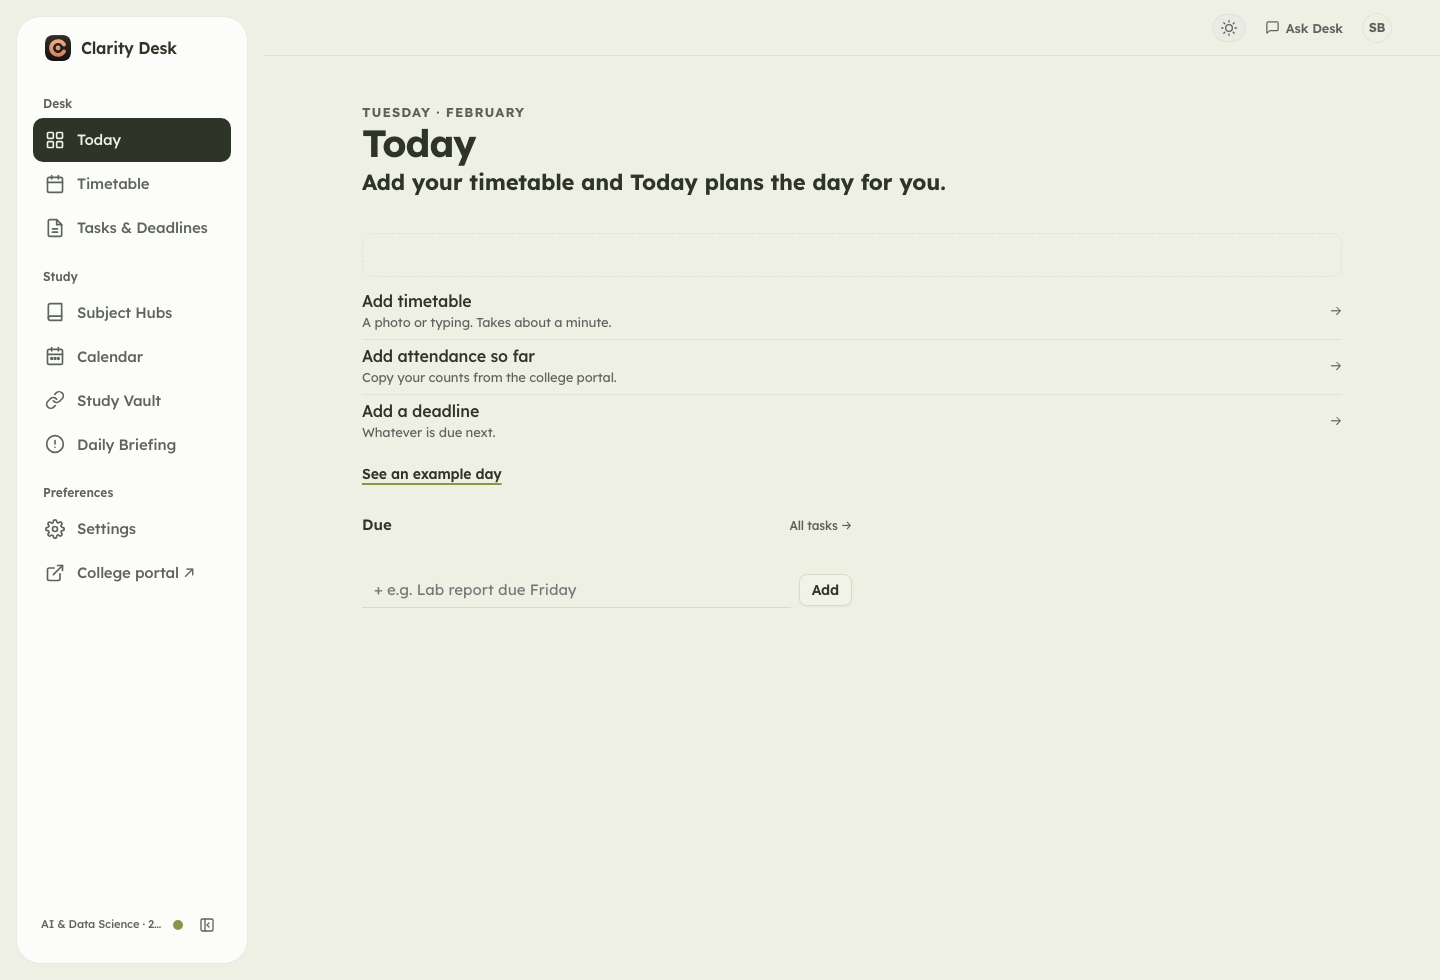 Clarity Desk
Desk
Today
Timetable
Tasks & Deadlines
Study
Subject Hubs
Calendar
Study Vault
Daily Briefing
Preferences
Settings
College portal ↗
AI & Data Science · 2...
Ask Desk
SB
TUESDAY · FEBRUARY
Today
Add your timetable and Today plans the day for you.
Add timetable
A photo or typing. Takes about a minute.
→
Add attendance so far
Copy your counts from the college portal.
→
Add a deadline
Whatever is due next.
→
See an example day
Due
All tasks →
+ e.g. Lab report due Friday
Add